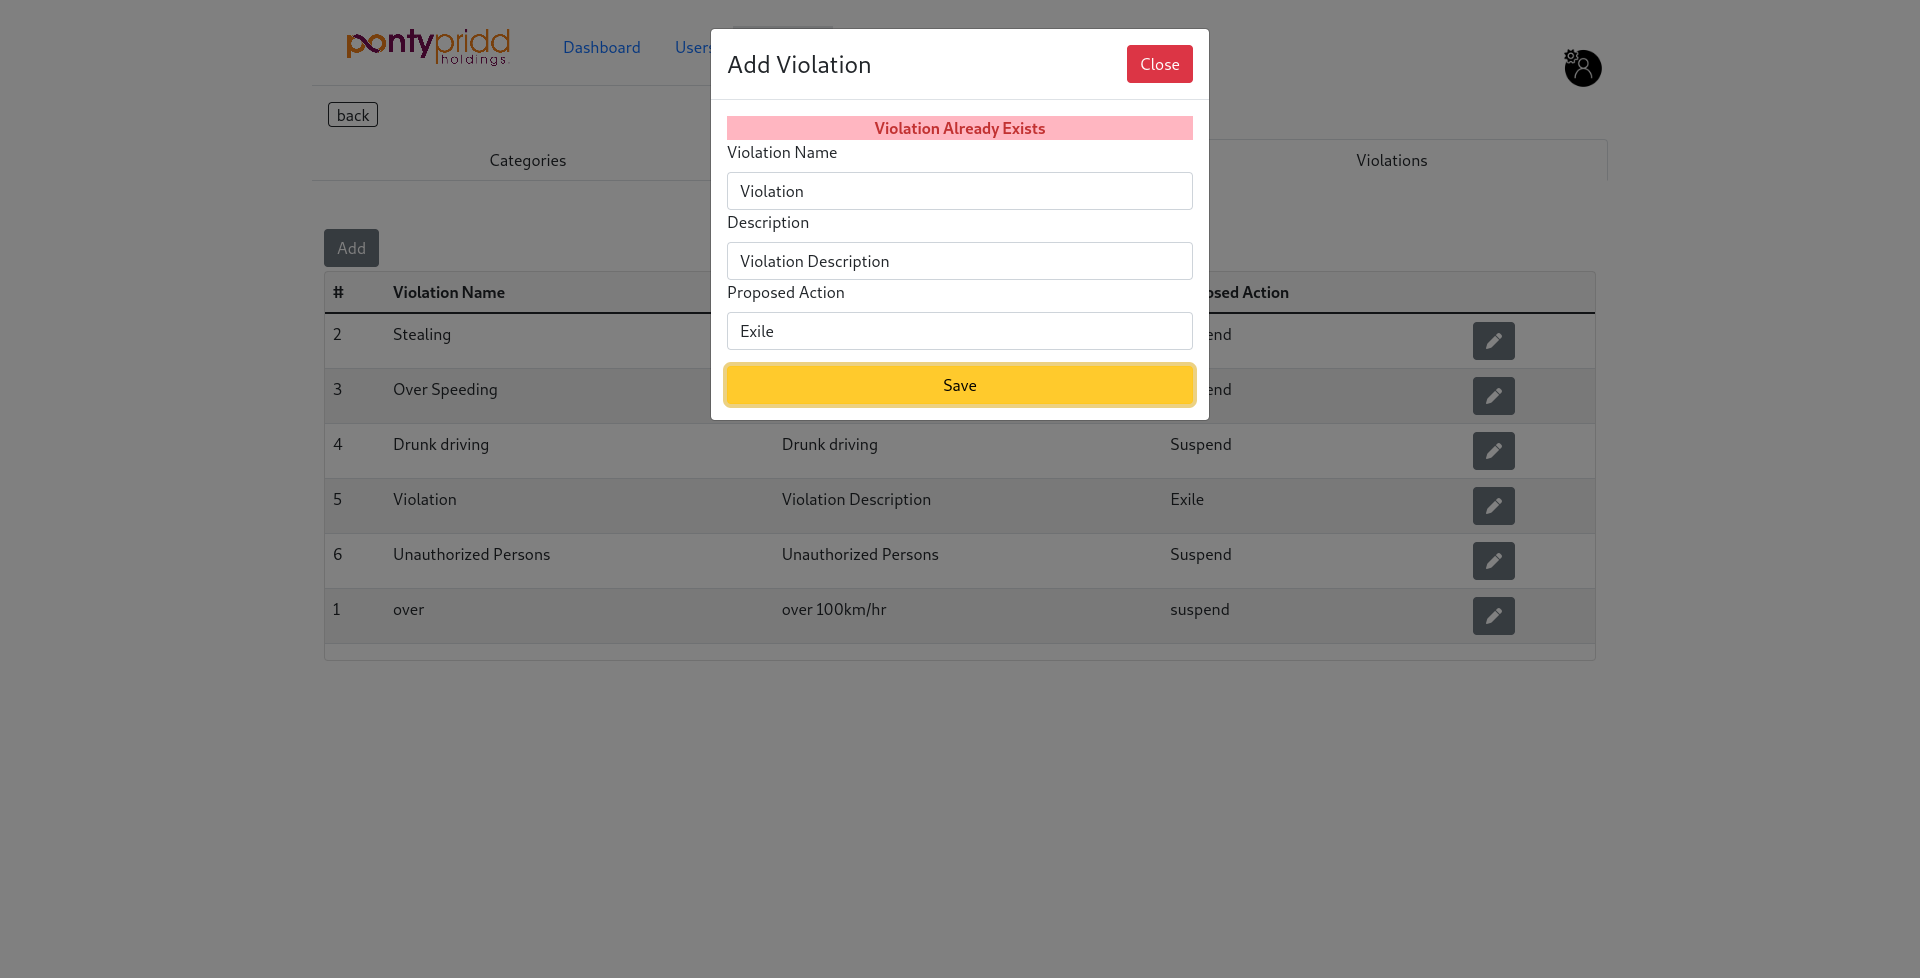 pontypridd
holdings
Dashboard
Users
Add Violation
Close
back
Violation Already Exists
Violation Name
Categories
Violations
Violation
Description
Add
Violation Description
# Violation Name
Proposed Action
osed Action
2 Stealing
Exile
end
3 Over Speeding
Save
end
4 Drunk driving Drunk driving Suspend
5 Violation Violation Description Exile
6 Unauthorized Persons Unauthorized Persons Suspend
1 over over 100km/hr suspend